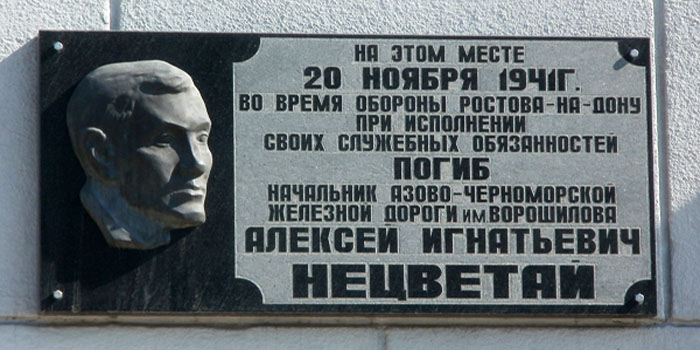 НА ЭТОМ МЕСТЕ
20 НОЯБРЯ 1941Г.
ВО ВРЕМЯ ОБОРОНЫ РОСТОВА-НА-ДОНУ
ПРИ ИСПОЛНЕНИИ
СВОИХ СЛУЖЕБНЫХ ОБЯЗАННОСТЕЙ
ПОГИБ
НАЧАЛЬНИК АЗОВО-ЧЕРНОМОРСКОЙ
ЖЕЛЕЗНОЙ ДОРОГИ ИМ ВОРОШИЛОВА
АЛЕКСЕЙ ИГНАТЬЕВИЧ
НЕЦВЕТАЙ